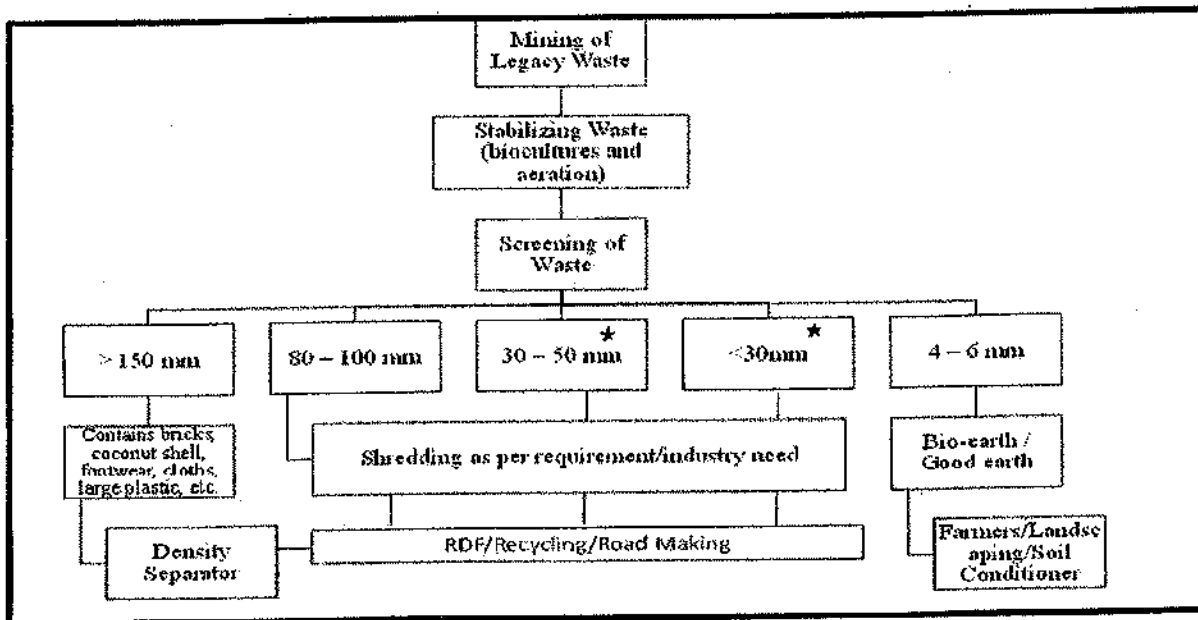 Mining of
Legacy Waste
Stabilizing Waste
(biocultures and
aeration)
Screening of
Waste
> 150 mm
80 – 100 mm
30 – 50 mm ★
<30mm ★
4 – 6 mm
Contains bricks,
coconut shell,
footwear, cloths,
large plastic, etc.
Shredding as per requirement/industry need
Bio-earth /
Good earth
Density
Separator
RDF/Recycling/Road Making
Farmers/Landsc
aping/Soil
Conditioner